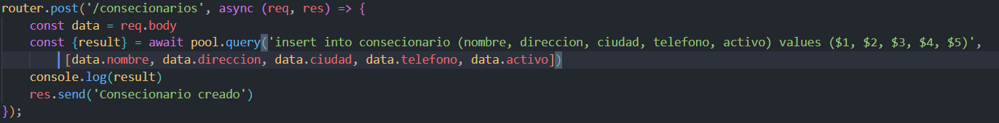 router.post('/consecionarios', async (req, res) => {
    const data = req.body
    const {result} = await pool.query('insert into consecionario (nombre, direccion, ciudad, telefono, activo) values ($1, $2, $3, $4, $5)',
        [data.nombre, data.direccion, data.ciudad, data.telefono, data.activo])
    console.log(result)
    res.send('Consecionario creado')
});